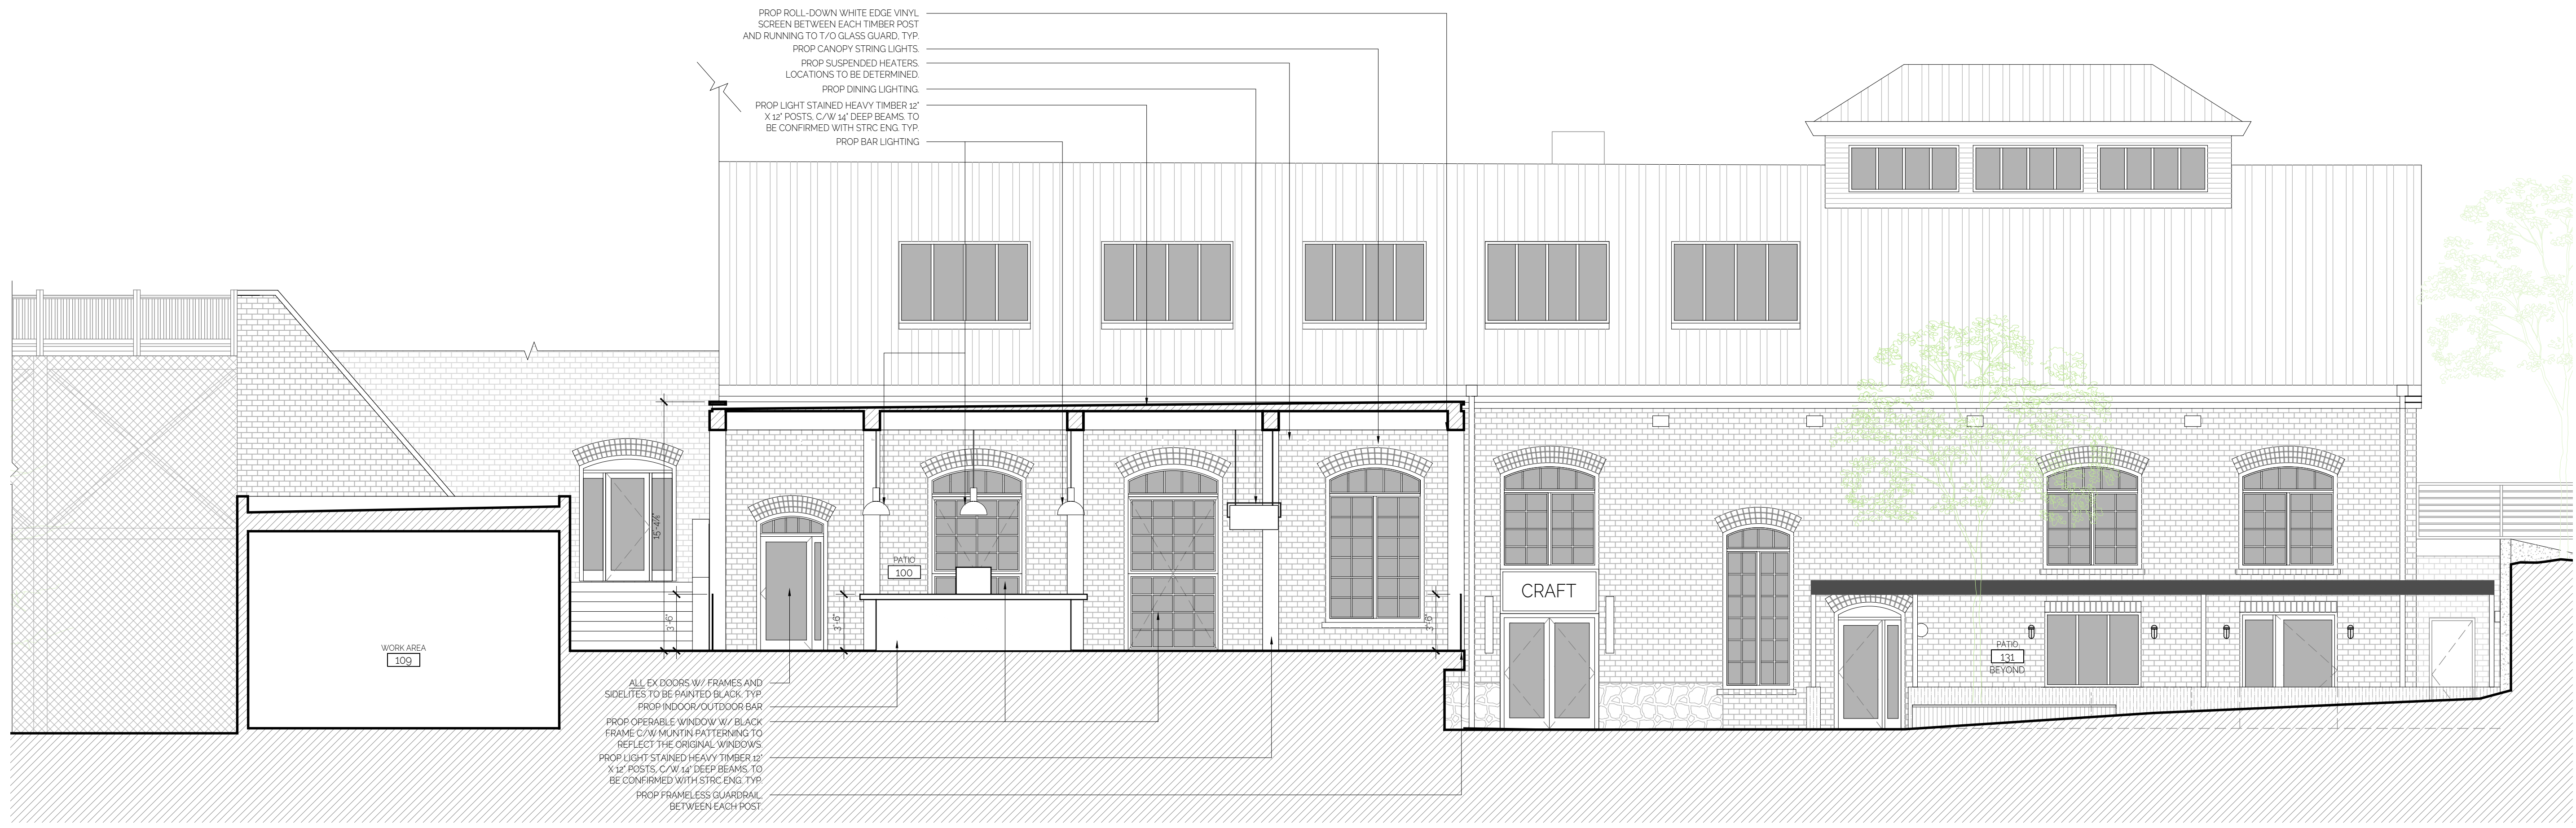 PROP ROLL-DOWN WHITE EDGE VINYL
SCREEN BETWEEN EACH TIMBER POST
AND RUNNING TO T/O GLASS GUARD, TYP.
PROP CANOPY STRING LIGHTS.
PROP SUSPENDED HEATERS.
LOCATIONS TO BE DETERMINED.
PROP DINING LIGHTING.
PROP LIGHT STAINED HEAVY TIMBER 12"
X 12" POSTS, C/W 14" DEEP BEAMS. TO
BE CONFIRMED WITH STRC ENG. TYP.
PROP BAR LIGHTING
15'-4¾"
PATIO
100
CRAFT
3'-6"
3'-6"
3'-6"
WORK AREA
109
PATIO
131
BEYOND
ALL EX DOORS W/ FRAMES AND
SIDELITES TO BE PAINTED BLACK, TYP.
PROP INDOOR/OUTDOOR BAR
PROP OPERABLE WINDOW W/ BLACK
FRAME C/W MUNTIN PATTERNING TO
REFLECT THE ORIGINAL WINDOWS.
PROP LIGHT STAINED HEAVY TIMBER 12"
X 12" POSTS, C/W 14" DEEP BEAMS. TO
BE CONFIRMED WITH STRC ENG. TYP.
PROP FRAMELESS GUARDRAIL
BETWEEN EACH POST.